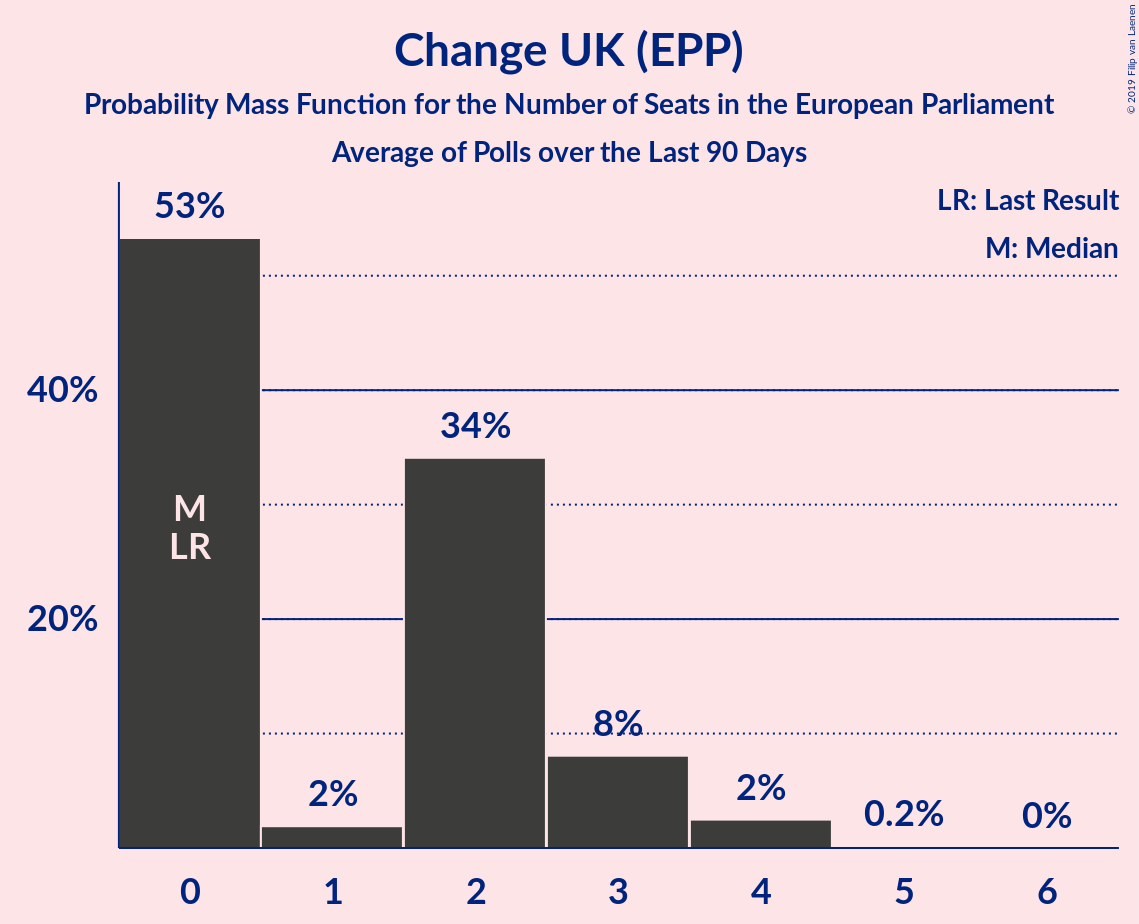 Change UK (EPP)
Probability Mass Function for the Number of Seats in the European Parliament
Average of Polls over the Last 90 Days
© 2019 Filip van Laenen
LR: Last Result
M: Median
53%
40%
34%
M
LR
20%
8%
2%
2%
0.2%
0%
0 1 2 3 4 5 6